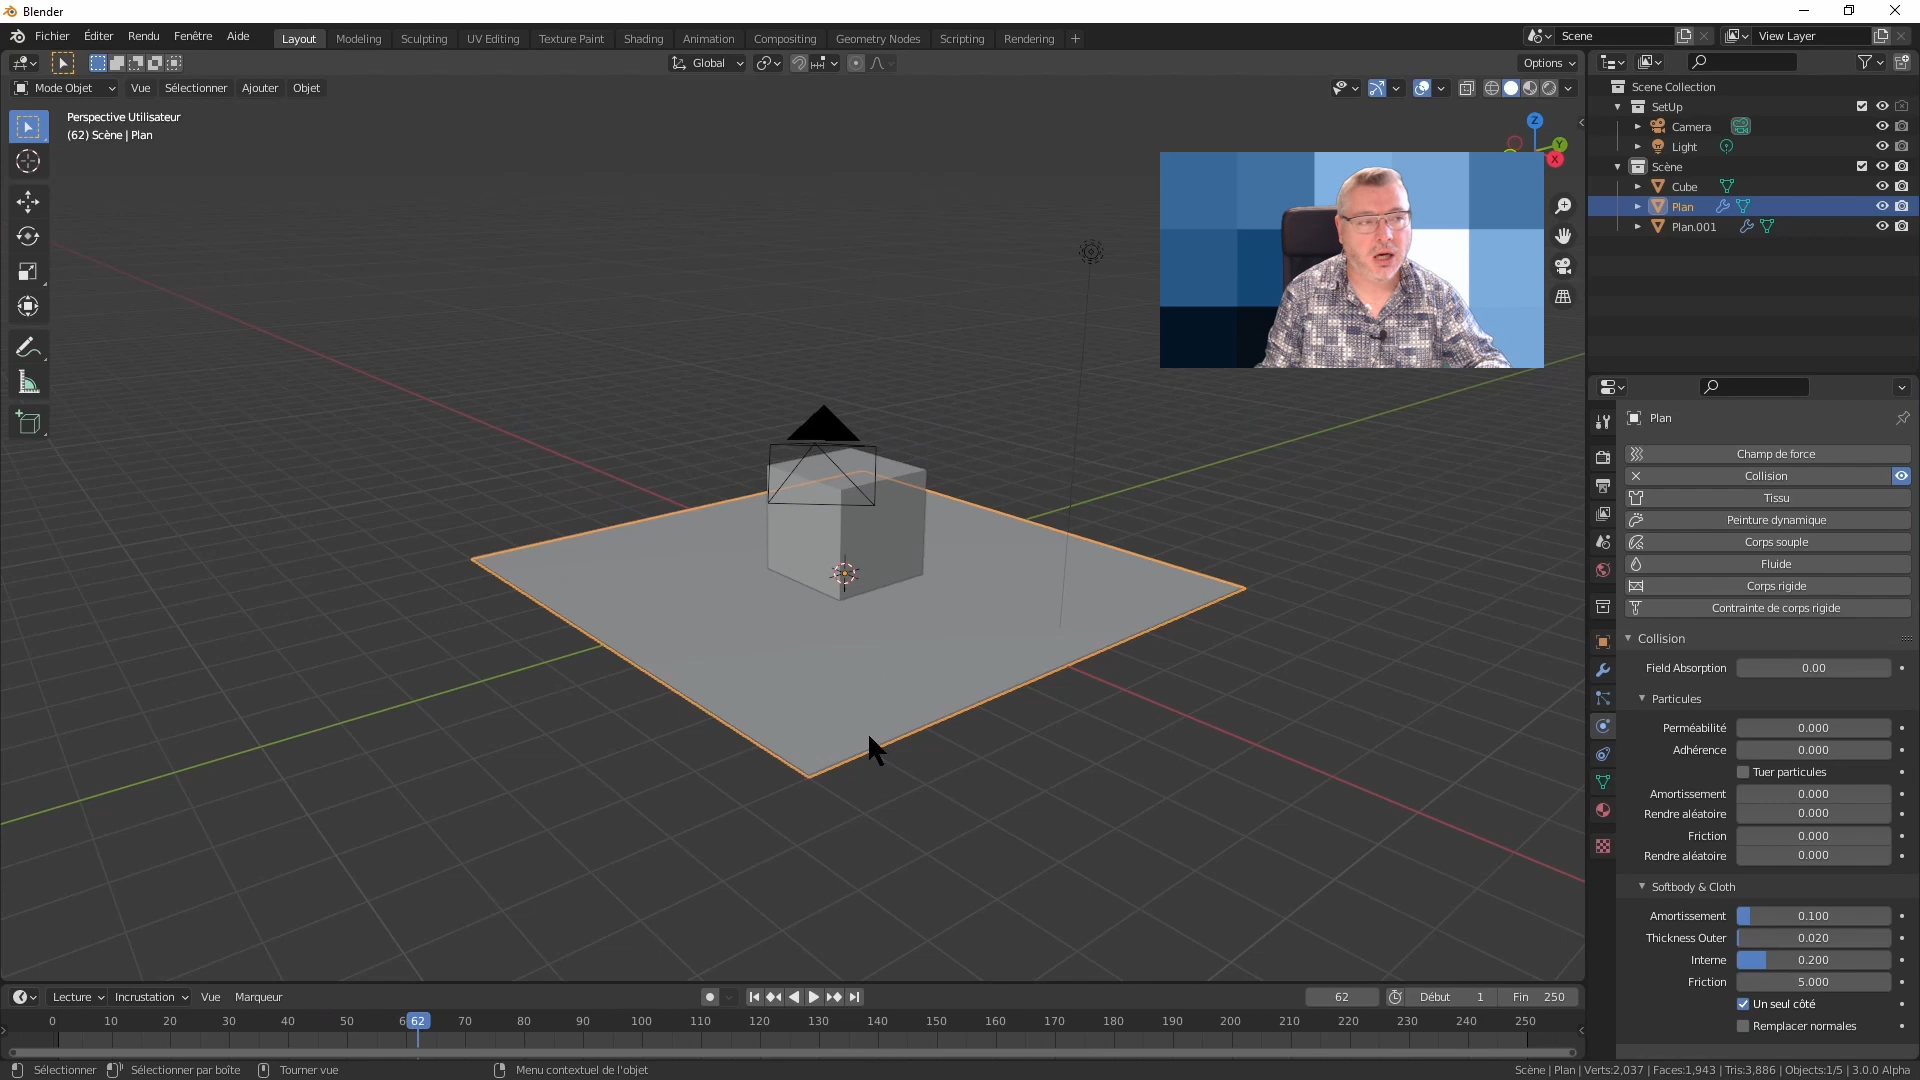 Blender
Fichier Éditer Rendu Fenêtre Aide Layout Modeling Sculpting UV Editing Texture Paint Shading Animation Compositing Geometry Nodes Scripting Rendering + Scene View Layer
Global Options
Mode Objet Vue Sélectionner Ajouter Objet
Perspective Utilisateur
(62) Scène | Plan
Z
Y
X
Scene Collection
SetUp
Camera
Light
Scène
Cube
Plan
Plan.001
Plan
Champ de force
Collision
Tissu
Peinture dynamique
Corps souple
Fluide
Corps rigide
Contrainte de corps rigide
Collision
Field Absorption 0.00
Particules
Perméabilité 0.000
Adhérence 0.000
Tuer particules
Amortissement 0.000
Rendre aléatoire 0.000
Friction 0.000
Rendre aléatoire 0.000
Softbody & Cloth
Amortissement 0.100
Thickness Outer 0.020
Interne 0.200
Friction 5.000
Un seul côté
Remplacer normales
Lecture Incrustation Vue Marqueur 62 Début 1 Fin 250
0 10 20 30 40 50 6 62 70 80 90 100 110 120 130 140 150 160 170 180 190 200 210 220 230 240 250
Sélectionner Sélectionner par boîte Tourner vue Menu contextuel de l'objet Scène | Plan | Verts:2,037 | Faces:1,943 | Tris:3,886 | Objects:1/5 | 3.0.0 Alpha